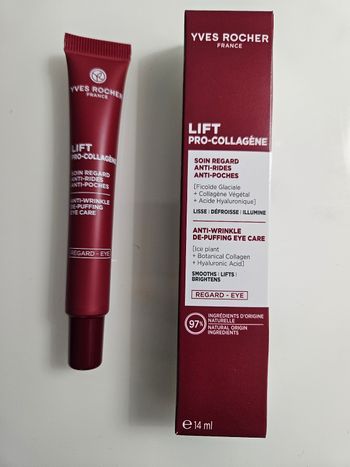 YVES ROCHER
FRANCE
LIFT
PRO-COLLAGÈNE
SOIN REGARD
ANTI-RIDES
ANTI-POCHES
ANTI-WRINKLE
DE-PUFFING
EYE CARE
REGARD - EYE
YVES ROCHER
FRANCE
LIFT
PRO-COLLAGÈNE
SOIN REGARD
ANTI-RIDES
ANTI-POCHES
[Ficoïde Glaciale
+ Collagène Végétal
+ Acide Hyaluronique]
LISSE | DÉFROISSE | ILLUMINE
ANTI-WRINKLE
DE-PUFFING EYE CARE
[Ice plant
+ Botanical Collagen
+ Hyaluronic Acid]
SMOOTHS | LIFTS |
BRIGHTENS
REGARD - EYE
97%
INGRÉDIENTS D'ORIGINE
NATURELLE
NATURAL ORIGIN
INGREDIENTS
℮ 14 ml